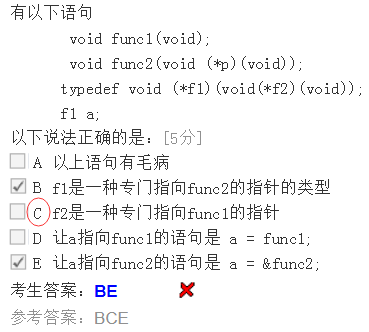 有以下语句
void func1(void);
void func2(void (*p)(void));
typedef void (*f1)(void(*f2)(void));
f1 a;
以下说法正确的是：[5分]
A 以上语句有毛病
B f1是一种专门指向func2的指针的类型
C f2是一种专门指向func1的指针
D 让a指向func1的语句是 a = func1;
E 让a指向func2的语句是 a = &func2;
考生答案：BE
参考答案：BCE